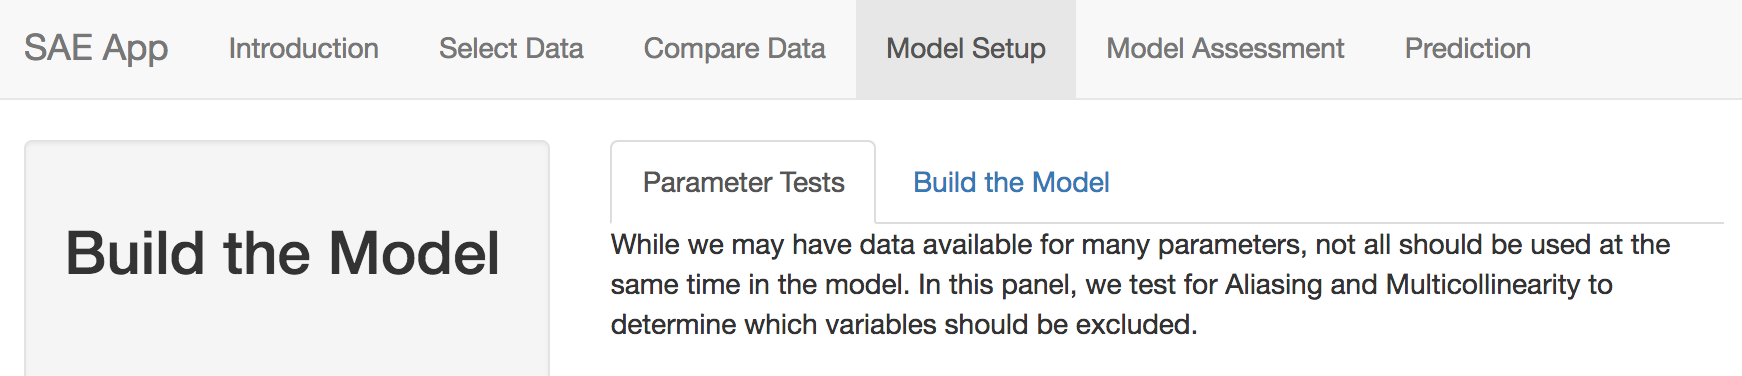 SAE App Introduction Select Data Compare Data Model Setup Model Assessment Prediction
Build the Model
Parameter Tests Build the Model
While we may have data available for many parameters, not all should be used at the
same time in the model. In this panel, we test for Aliasing and Multicollinearity to
determine which variables should be excluded.